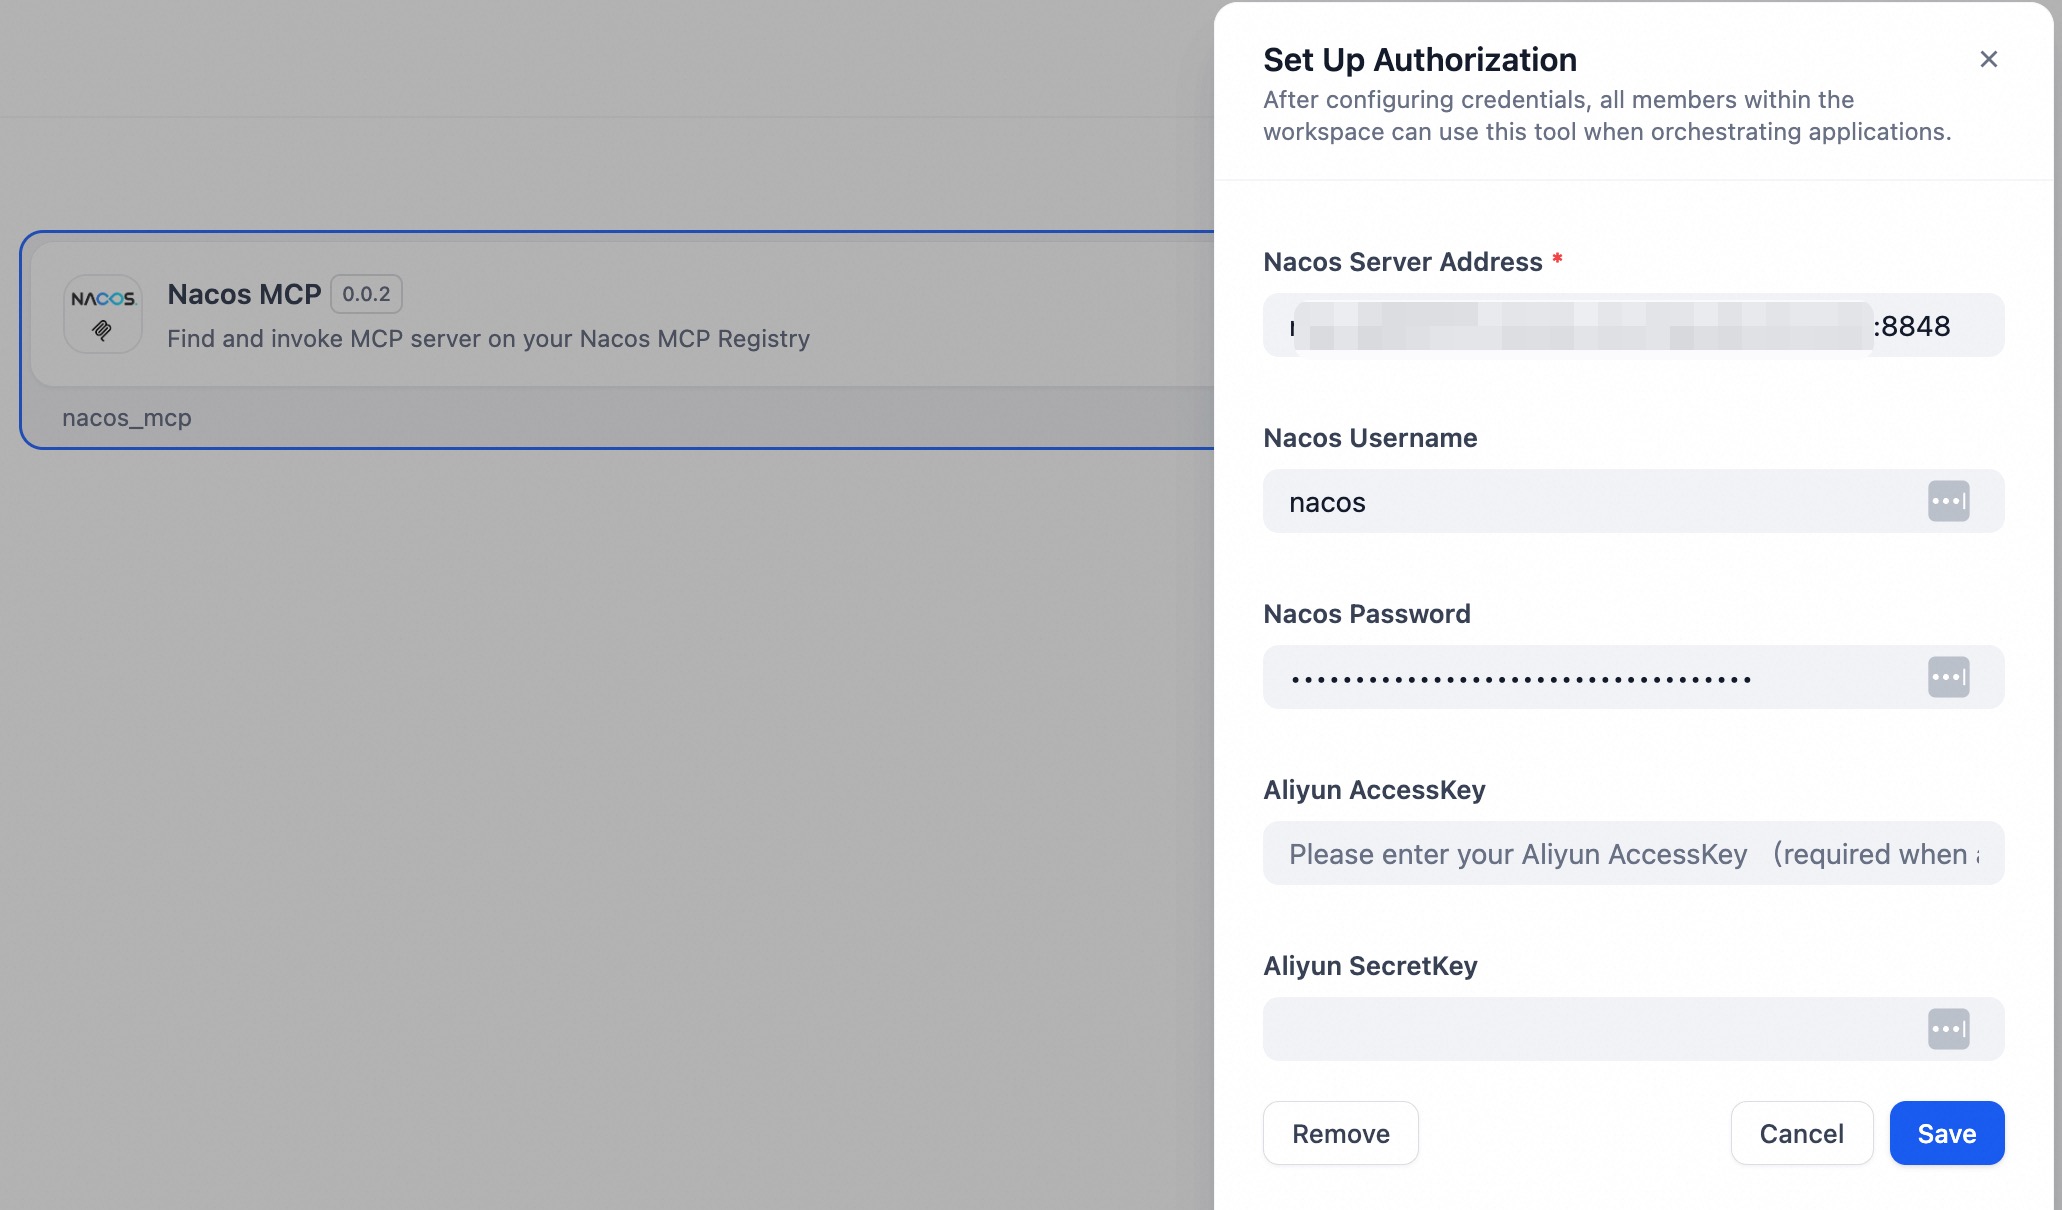 Set Up Authorization
After configuring credentials, all members within the
workspace can use this tool when orchestrating applications.
NACOS.
Nacos MCP 0.0.2
Find and invoke MCP server on your Nacos MCP Registry
nacos_mcp
Nacos Server Address *
:8848
Nacos Username
nacos
Nacos Password
••••••••••••••••••••••••••••••••••••
Aliyun AccessKey
Please enter your Aliyun AccessKey (required when
Aliyun SecretKey
Remove
Cancel
Save